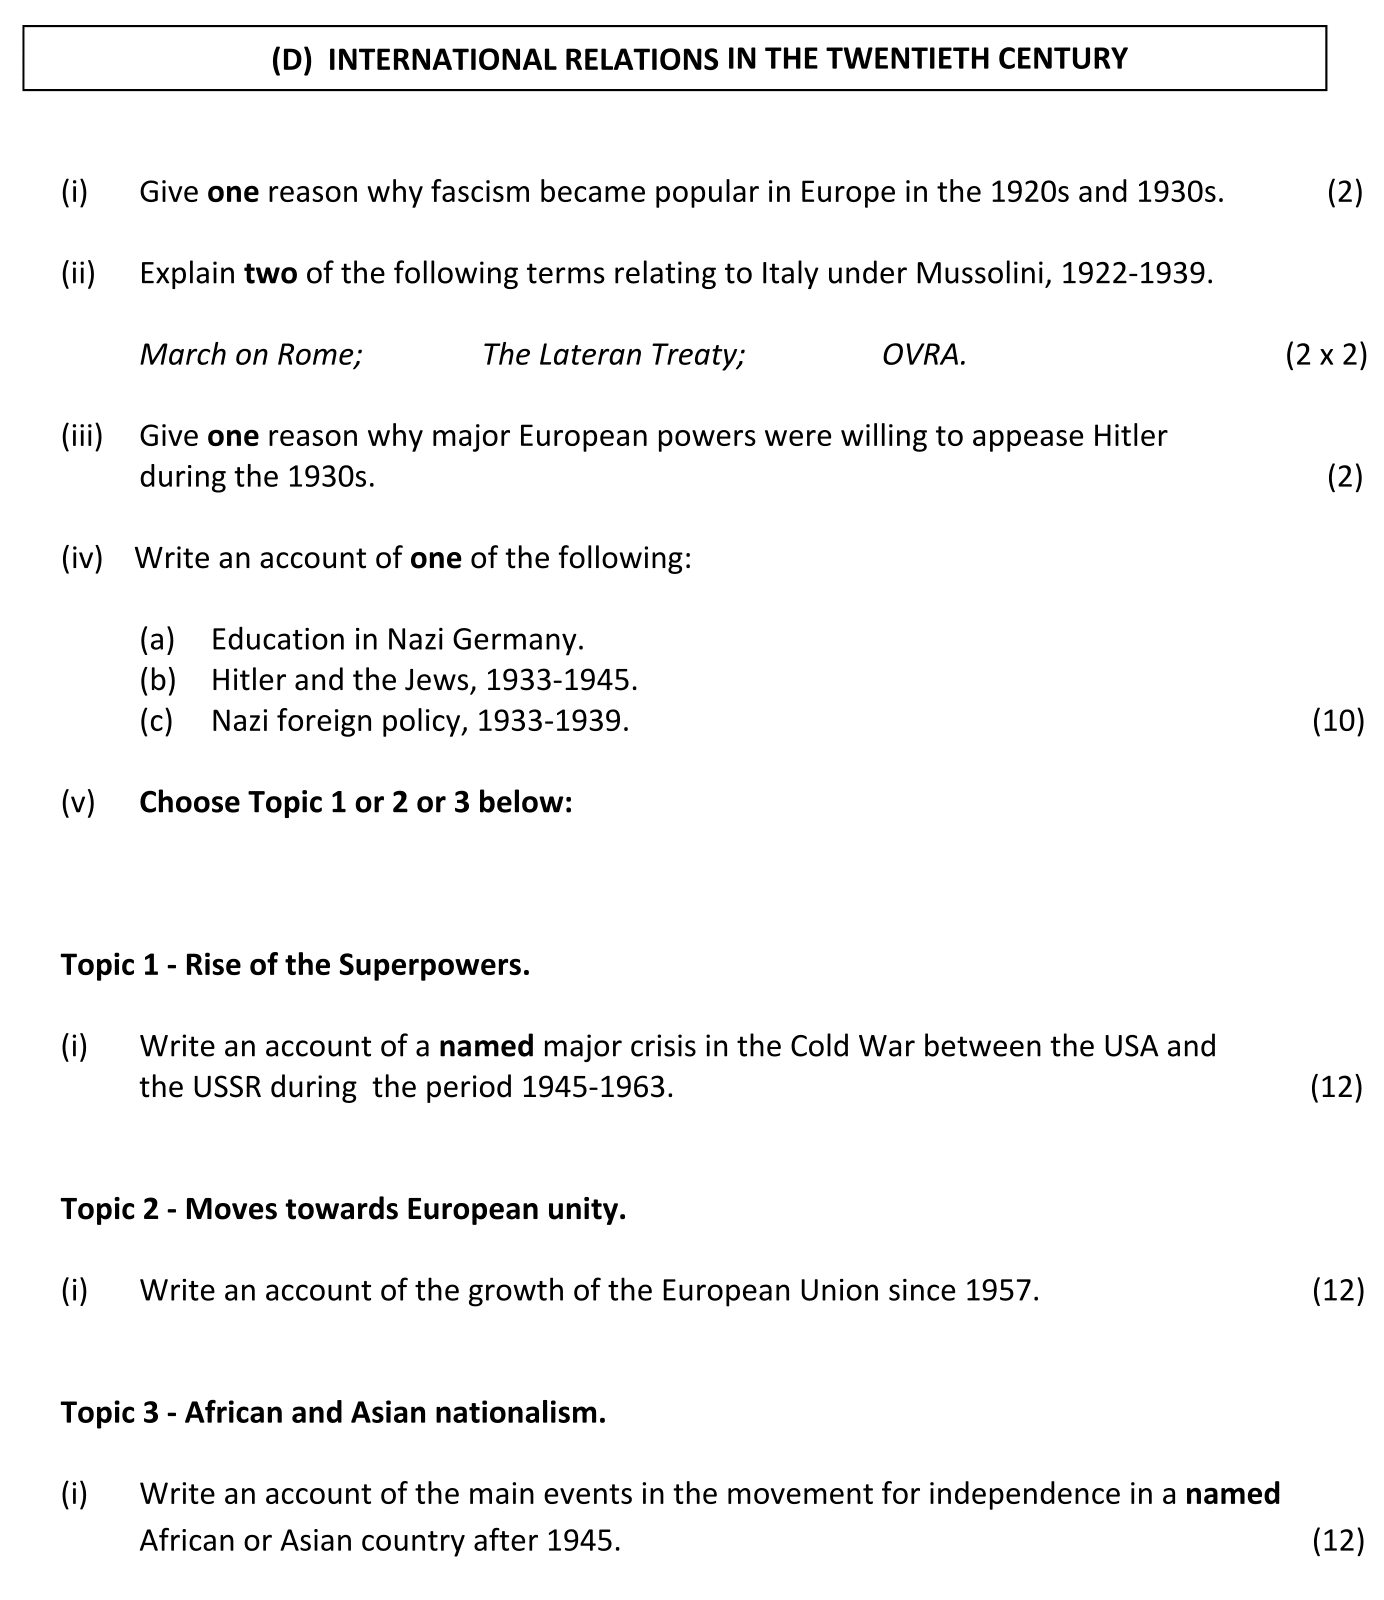 (D) INTERNATIONAL RELATIONS IN THE TWENTIETH CENTURY
(i) Give one reason why fascism became popular in Europe in the 1920s and 1930s. (2)
(ii) Explain two of the following terms relating to Italy under Mussolini, 1922-1939.
March on Rome; The Lateran Treaty; OVRA. (2 x 2)
(iii) Give one reason why major European powers were willing to appease Hitler
during the 1930s. (2)
(iv) Write an account of one of the following:
(a) Education in Nazi Germany.
(b) Hitler and the Jews, 1933-1945.
(c) Nazi foreign policy, 1933-1939. (10)
(v) Choose Topic 1 or 2 or 3 below:
Topic 1 - Rise of the Superpowers.
(i) Write an account of a named major crisis in the Cold War between the USA and
the USSR during the period 1945-1963. (12)
Topic 2 - Moves towards European unity.
(i) Write an account of the growth of the European Union since 1957. (12)
Topic 3 - African and Asian nationalism.
(i) Write an account of the main events in the movement for independence in a named
African or Asian country after 1945. (12)